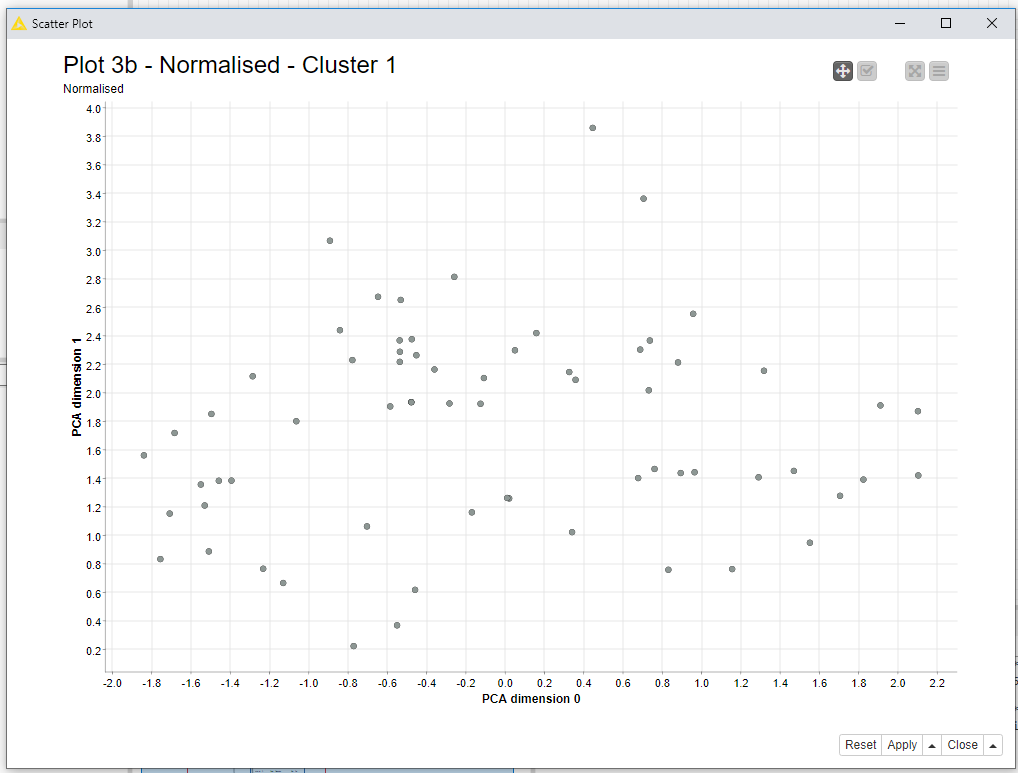 Scatter Plot
Plot 3b - Normalised - Cluster 1
Normalised
4.0
3.8
3.6
3.4
3.2
3.0
2.8
2.6
2.4
2.2
2.0
1.8
1.6
1.4
1.2
1.0
0.8
0.6
0.4
0.2
PCA dimension 1
-2.0 -1.8 -1.6 -1.4 -1.2 -1.0 -0.8 -0.6 -0.4 -0.2 0.0 0.2 0.4 0.6 0.8 1.0 1.2 1.4 1.6 1.8 2.0 2.2
PCA dimension 0
Reset Apply Close